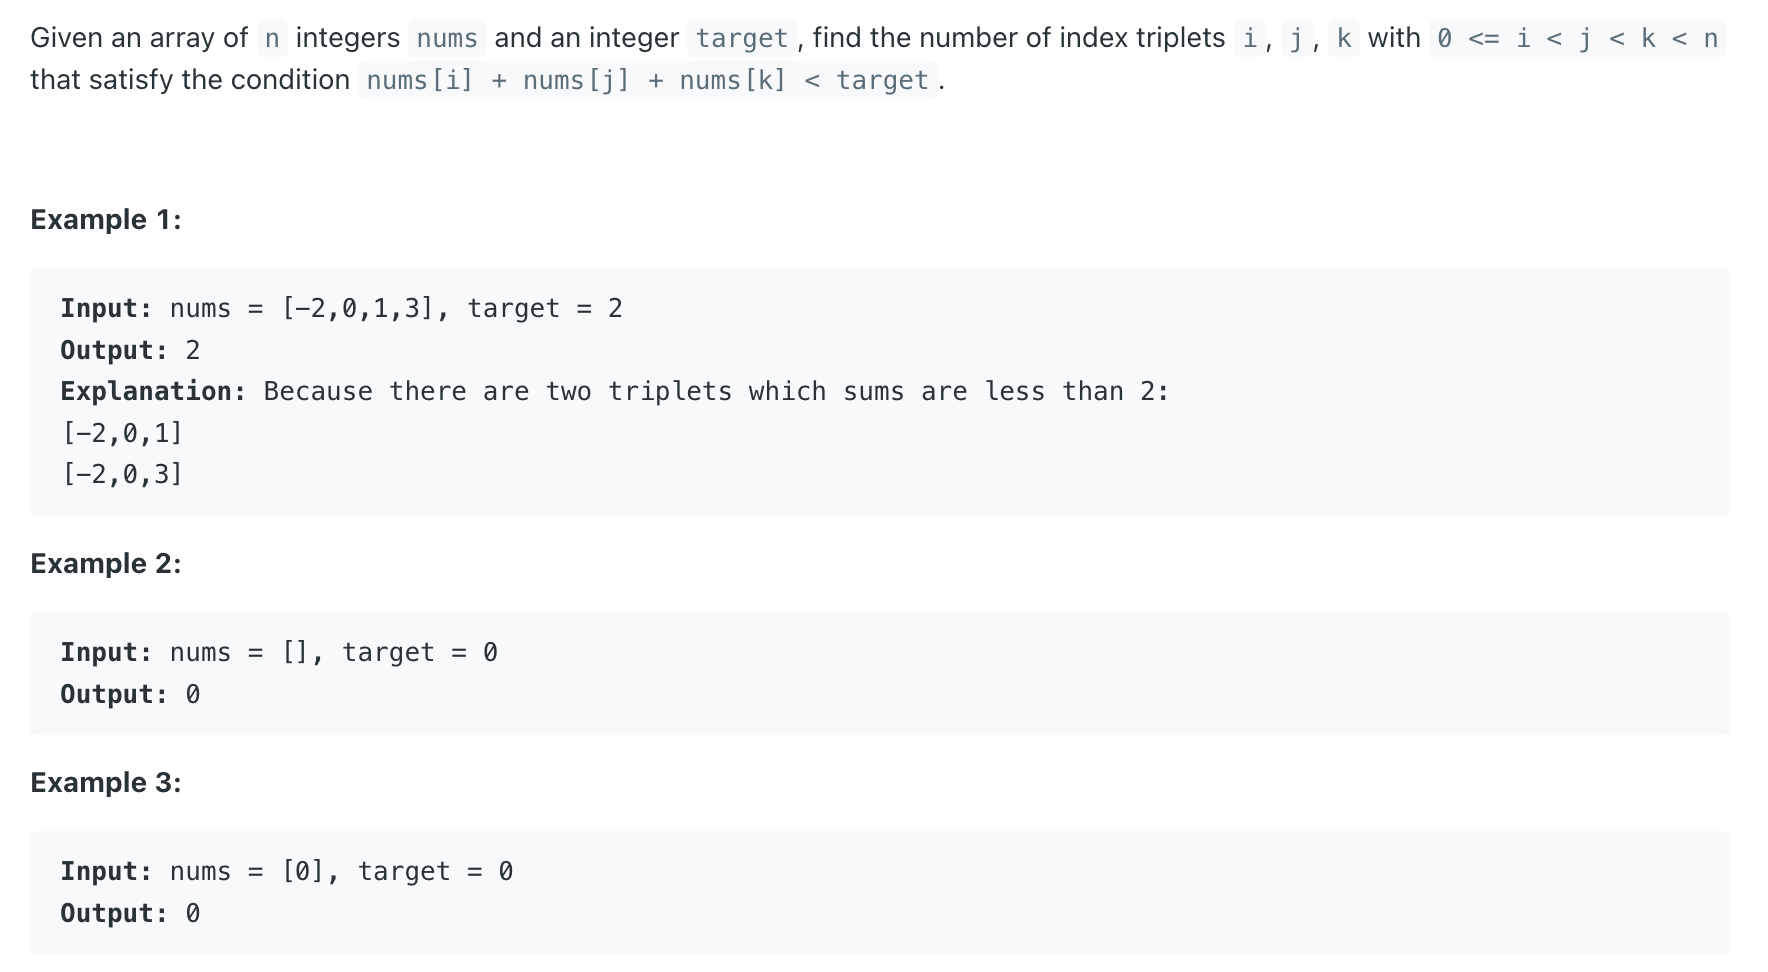 Given an array of n integers nums and an integer target, find the number of index triplets i, j, k with 0 <= i < j < k < n
that satisfy the condition nums[i] + nums[j] + nums[k] < target.
Example 1:
Input: nums = [-2,0,1,3], target = 2
Output: 2
Explanation: Because there are two triplets which sums are less than 2:
[-2,0,1]
[-2,0,3]
Example 2:
Input: nums = [], target = 0
Output: 0
Example 3:
Input: nums = [0], target = 0
Output: 0